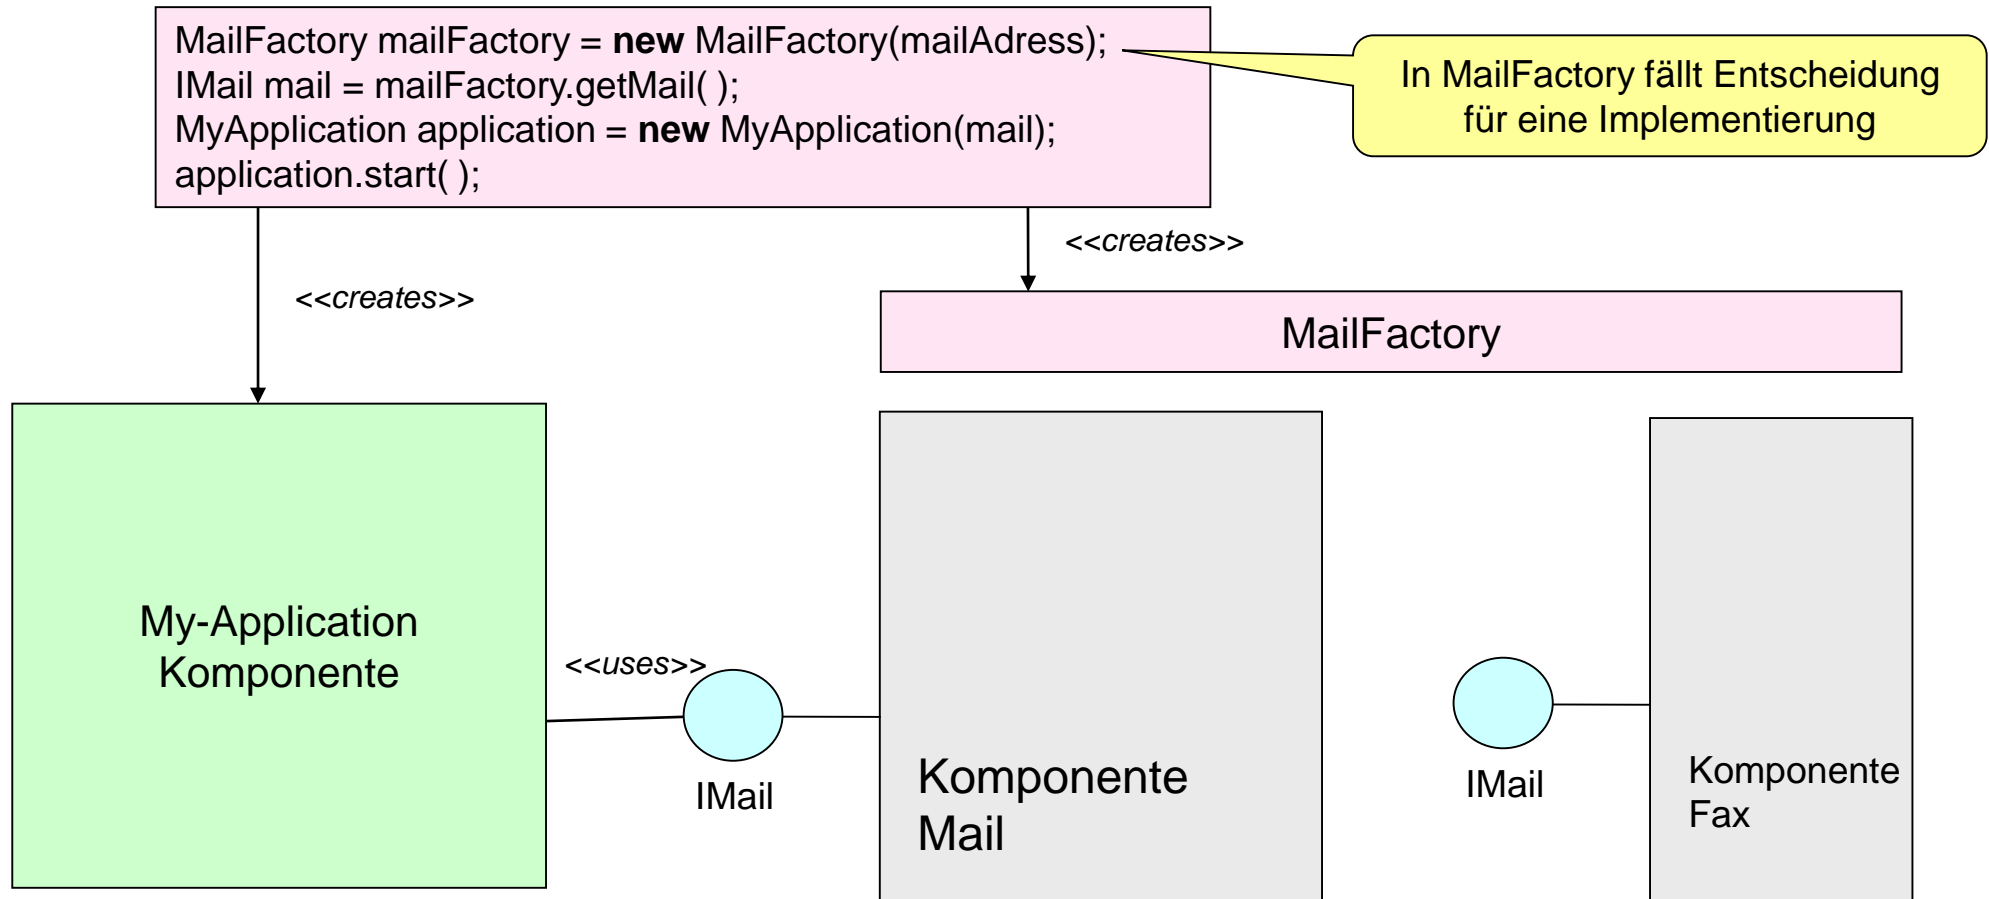 MailFactory mailFactory = new MailFactory(mailAdress);
IMail mail = mailFactory.getMail( );
MyApplication application = new MyApplication(mail);
application.start( );
In MailFactory fällt Entscheidung
für eine Implementierung
<<creates>>
<<creates>>
MailFactory
My-Application
Komponente
<<uses>>
IMail
Komponente
Mail
IMail
Komponente
Fax